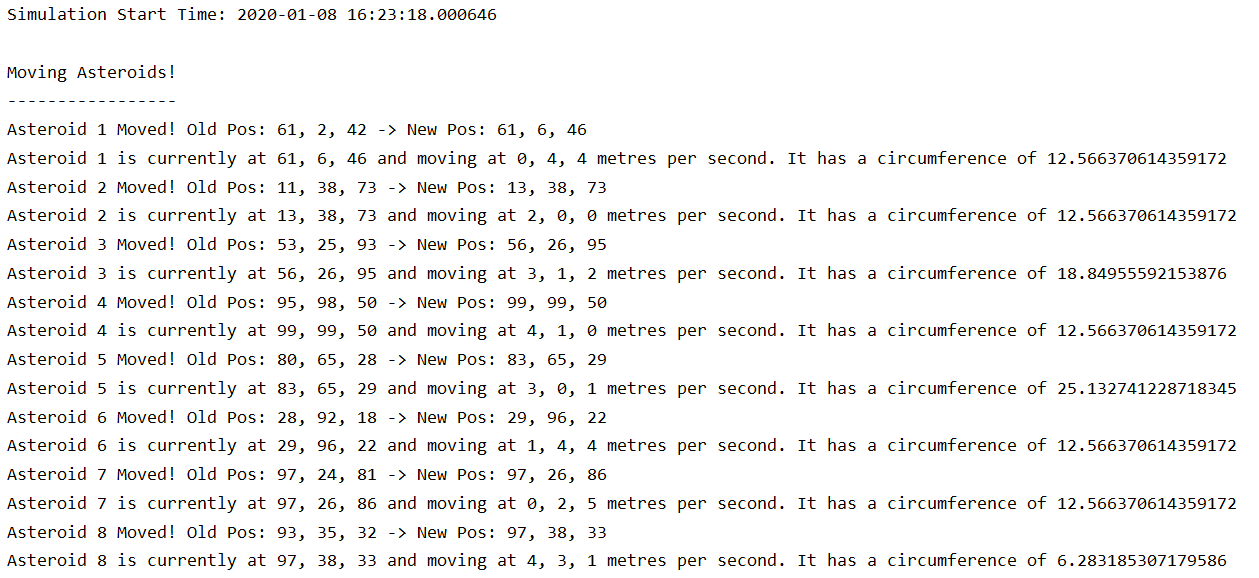 Simulation Start Time: 2020-01-08 16:23:18.000646
Moving Asteroids!
-----------------
Asteroid 1 Moved! Old Pos: 61, 2, 42 -> New Pos: 61, 6, 46
Asteroid 1 is currently at 61, 6, 46 and moving at 0, 4, 4 metres per second. It has a circumference of 12.566370614359172
Asteroid 2 Moved! Old Pos: 11, 38, 73 -> New Pos: 13, 38, 73
Asteroid 2 is currently at 13, 38, 73 and moving at 2, 0, 0 metres per second. It has a circumference of 12.566370614359172
Asteroid 3 Moved! Old Pos: 53, 25, 93 -> New Pos: 56, 26, 95
Asteroid 3 is currently at 56, 26, 95 and moving at 3, 1, 2 metres per second. It has a circumference of 18.84955592153876
Asteroid 4 Moved! Old Pos: 95, 98, 50 -> New Pos: 99, 99, 50
Asteroid 4 is currently at 99, 99, 50 and moving at 4, 1, 0 metres per second. It has a circumference of 12.566370614359172
Asteroid 5 Moved! Old Pos: 80, 65, 28 -> New Pos: 83, 65, 29
Asteroid 5 is currently at 83, 65, 29 and moving at 3, 0, 1 metres per second. It has a circumference of 25.132741228718345
Asteroid 6 Moved! Old Pos: 28, 92, 18 -> New Pos: 29, 96, 22
Asteroid 6 is currently at 29, 96, 22 and moving at 1, 4, 4 metres per second. It has a circumference of 12.566370614359172
Asteroid 7 Moved! Old Pos: 97, 24, 81 -> New Pos: 97, 26, 86
Asteroid 7 is currently at 97, 26, 86 and moving at 0, 2, 5 metres per second. It has a circumference of 12.566370614359172
Asteroid 8 Moved! Old Pos: 93, 35, 32 -> New Pos: 97, 38, 33
Asteroid 8 is currently at 97, 38, 33 and moving at 4, 3, 1 metres per second. It has a circumference of 6.283185307179586